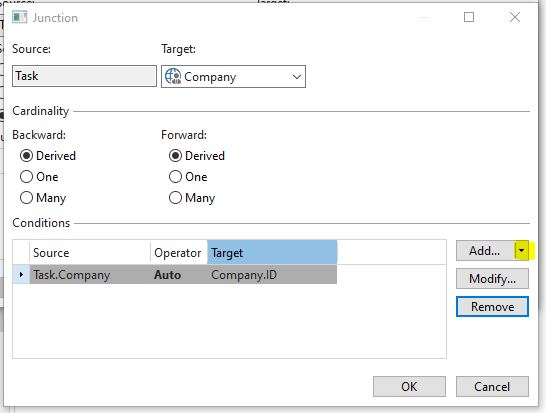 Junction
Source: Target:
Task Company
Cardinality
Backward: Forward:
Derived Derived
One One
Many Many
Conditions
Source Operator Target
Task.Company Auto Company.ID
Add...
Modify...
Remove
OK Cancel